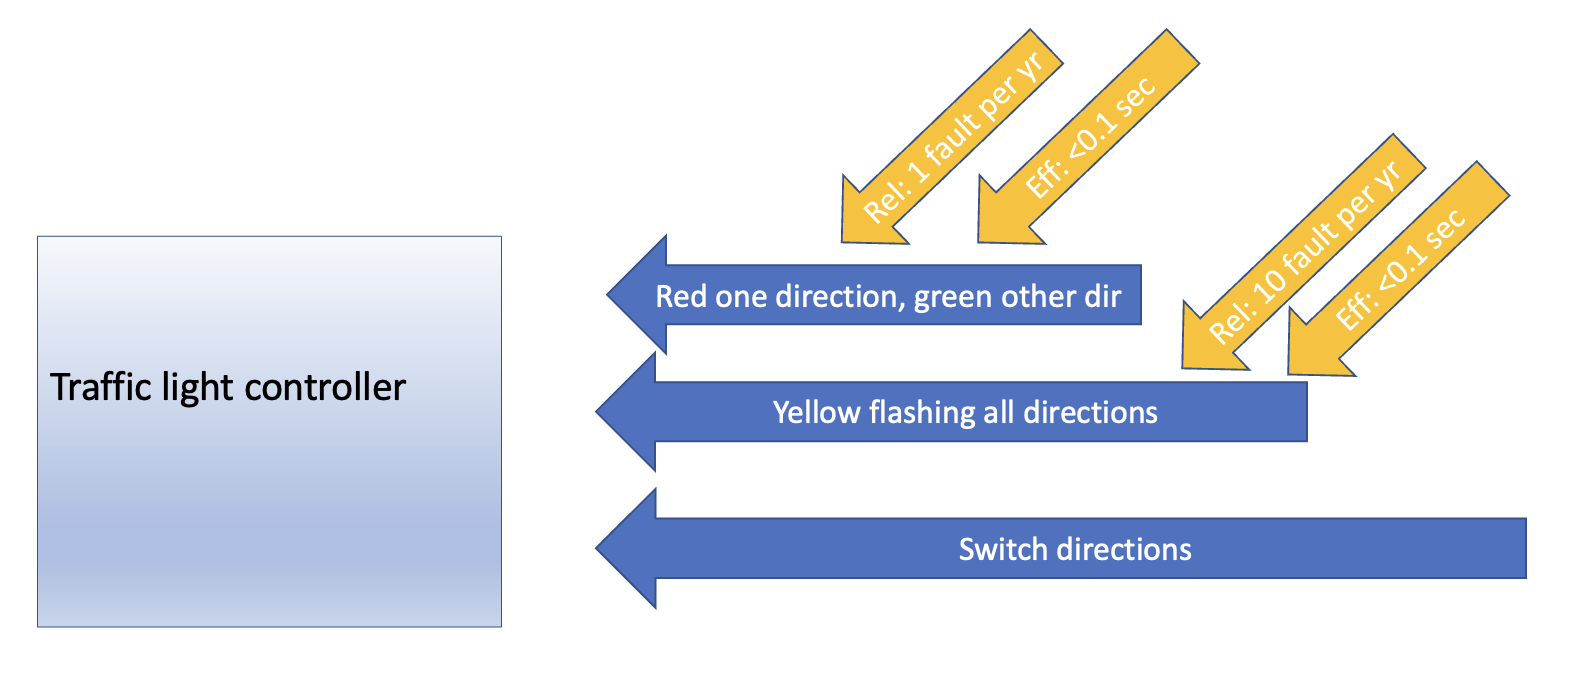 Rel: 1 fault per yr
Eff: <0.1 sec
Rel: 10 fault per yr
Eff: <0.1 sec
Red one direction, green other dir
Traffic light controller
Yellow flashing all directions
Switch directions